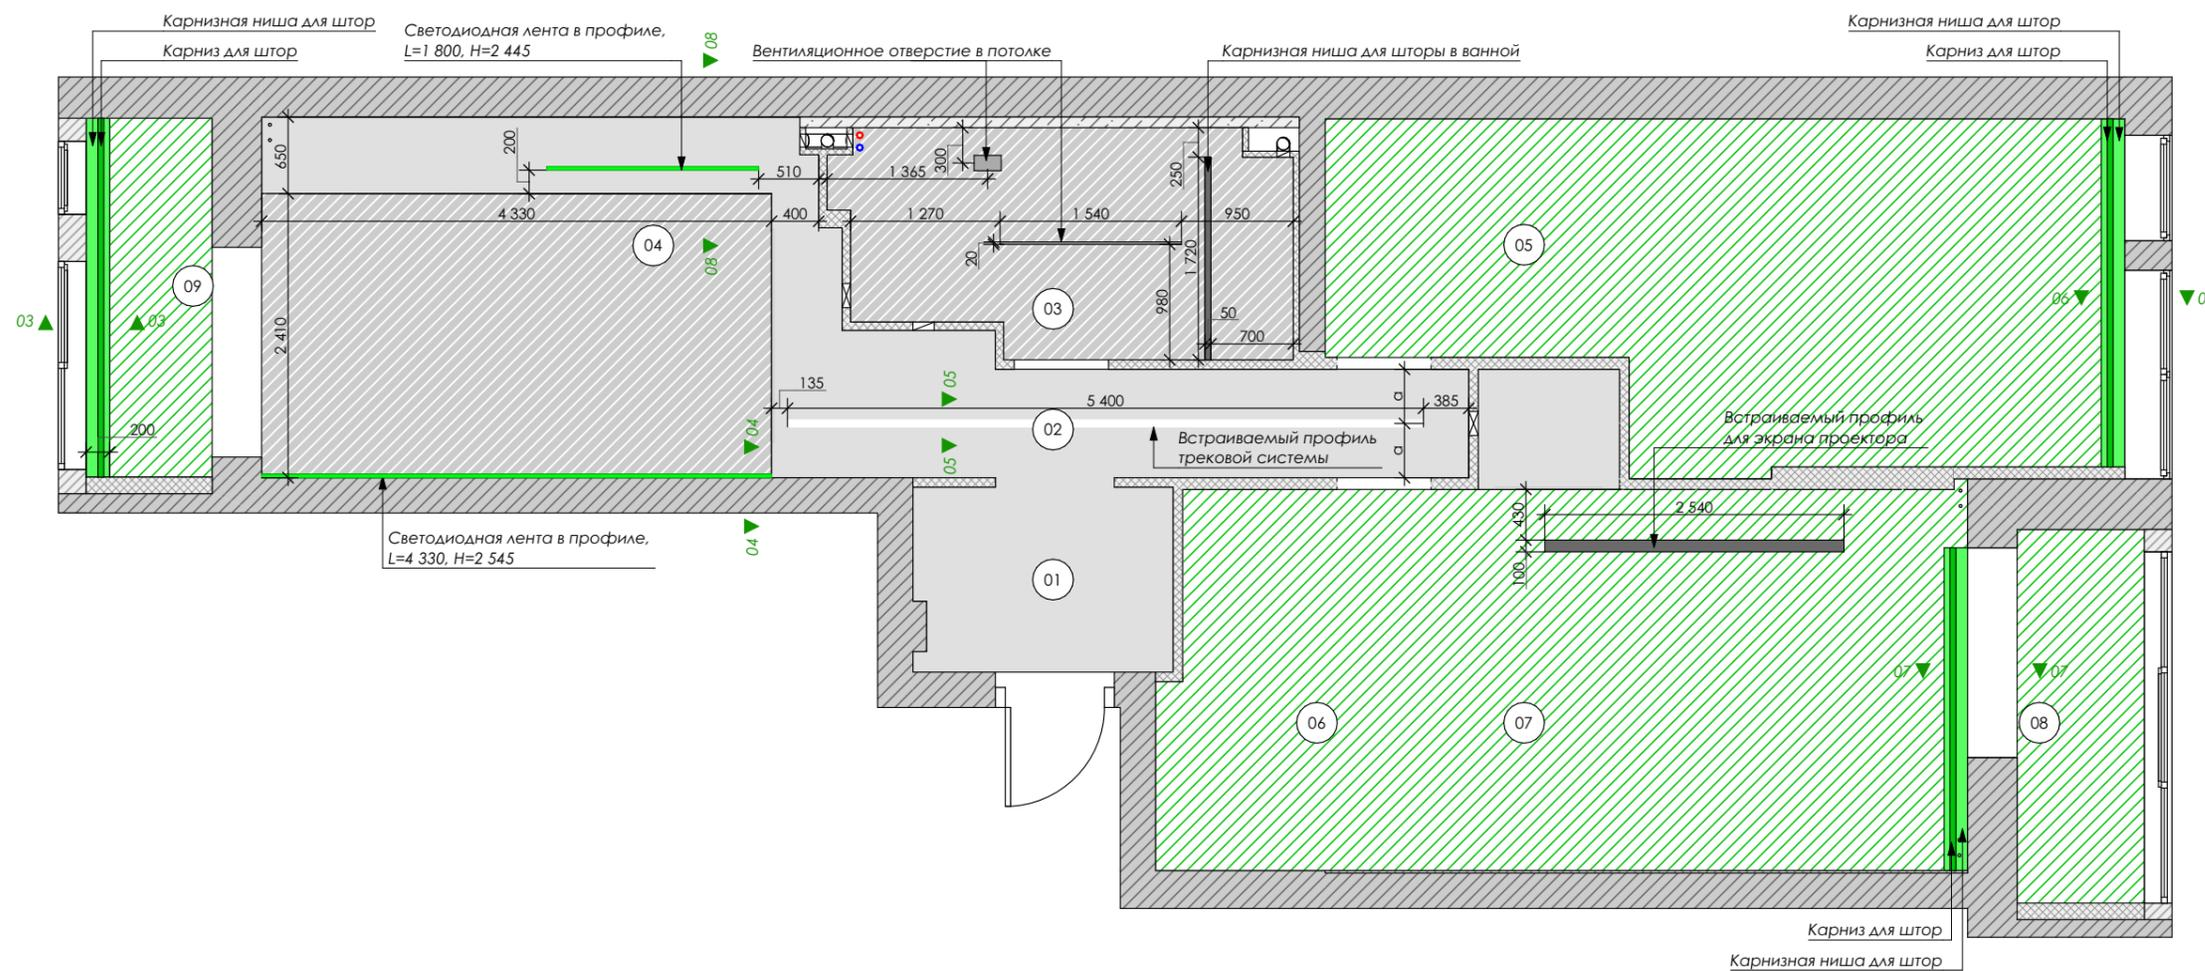 Карнизная ниша для штор
Карниз для штор
Светодиодная лента в профиле,
L=1 800, H=2 445
08
Вентиляционное отверстие в потолке
Карнизная ниша для шторы в ванной
Карнизная ниша для штор
Карниз для штор
650
200
510
1 365
300
250
4 330
400
1 270
1 540
950
04
08
20
1 720
05
09
03
03
2 410
03
980
50
700
06
0
135
5 400
385
a
a
05
02
04
05
200
Встраиваемый профиль
трековой системы
Встраиваемый профиль
для экрана проектора
430
2 540
100
04
Светодиодная лента в профиле,
L=4 330, H=2 545
01
06
07
07
07
08
Карниз для штор
Карнизная ниша для штор